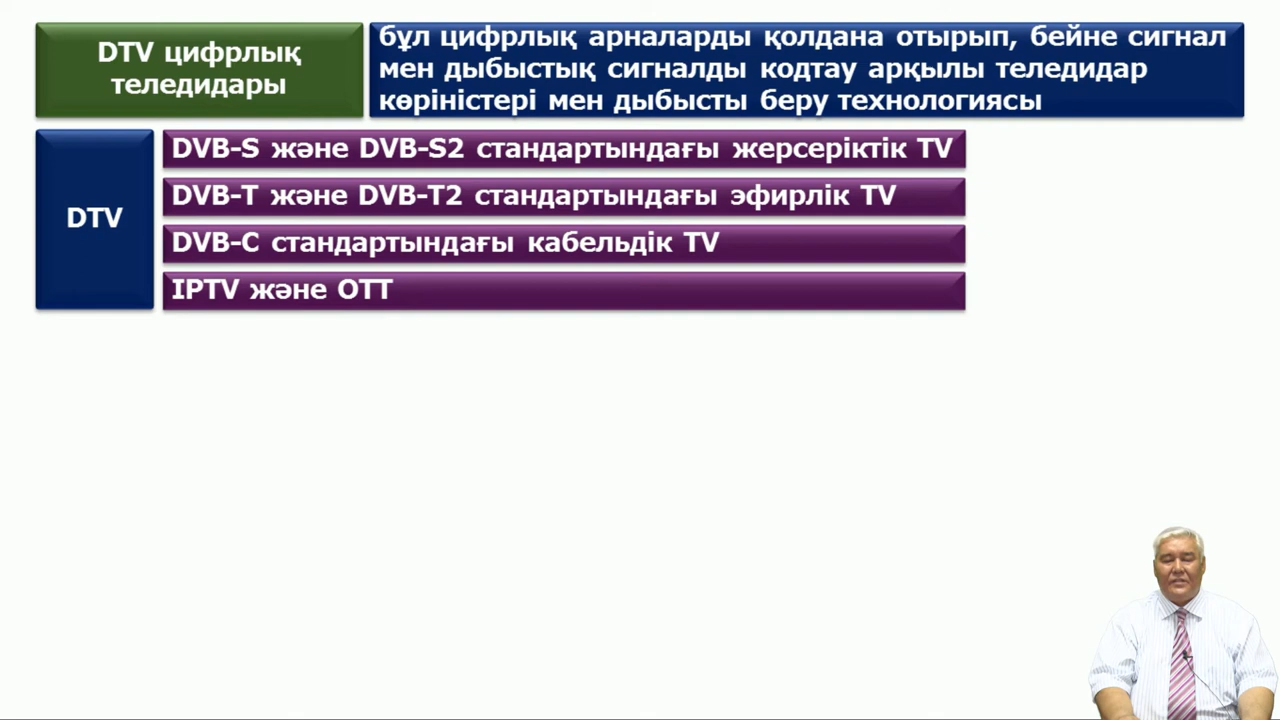 DTV цифрлық
теледидары
бұл цифрлық арналарды қолдана отырып, бейне сигнал
мен дыбыстық сигналды кодтау арқылы теледидар
көріністері мен дыбысты беру технологиясы
DTV
DVB-S және DVB-S2 стандартындағы жерсеріктік TV
DVB-T және DVB-T2 стандартындағы эфирлік TV
DVB-C стандартындағы кабельдік TV
IPTV және ОТТ